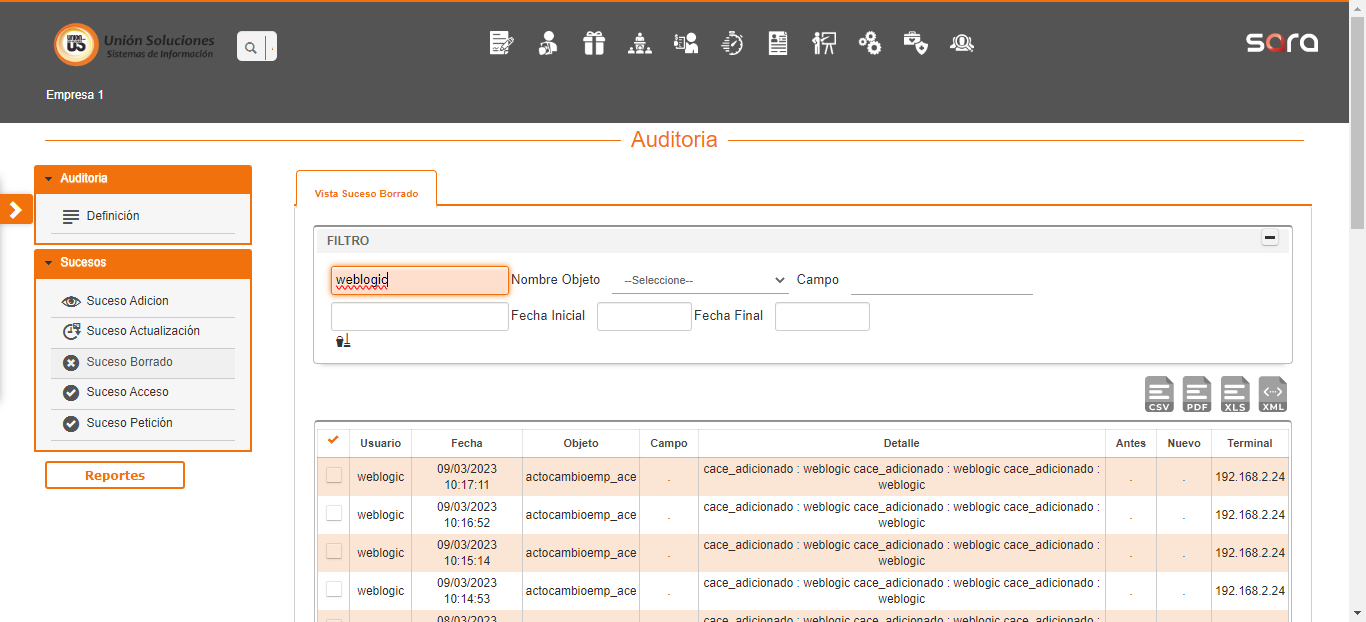 UNION
US
Unión Soluciones
Sistemas de Información
sara
Empresa 1
Auditoria
Auditoria
Definición
Sucesos
Suceso Adicion
Suceso Actualización
Suceso Borrado
Suceso Acceso
Suceso Petición
Reportes
Vista Suceso Borrado
FILTRO
weblogic Nombre Objeto --Seleccione-- Campo
Fecha Inicial Fecha Final
CSV PDF XLS XML
Usuario Fecha Objeto Campo Detalle Antes Nuevo Terminal
weblogic 09/03/2023 10:17:11 actocambioemp_ace . cace_adicionado : weblogic cace_adicionado : weblogic cace_adicionado : weblogic . . 192.168.2.24
weblogic 09/03/2023 10:16:52 actocambioemp_ace . cace_adicionado : weblogic cace_adicionado : weblogic cace_adicionado : weblogic . . 192.168.2.24
weblogic 09/03/2023 10:15:14 actocambioemp_ace . cace_adicionado : weblogic cace_adicionado : weblogic cace_adicionado : weblogic . . 192.168.2.24
weblogic 09/03/2023 10:14:53 actocambioemp_ace . cace_adicionado : weblogic cace_adicionado : weblogic cace_adicionado : weblogic . . 192.168.2.24
08/03/2023 cace_adicionado : weblogic cace_adicionado : weblogic cace_adicionado :